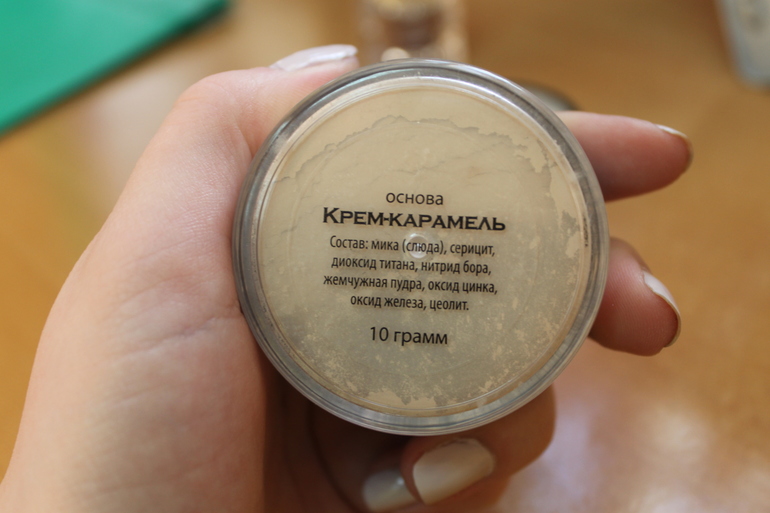 основа
Крем-карамель
Состав: мика (слюда), серицит,
диоксид титана, нитрид бора,
жемчужная пудра, оксид цинка,
оксид железа, цеолит.
10 грамм